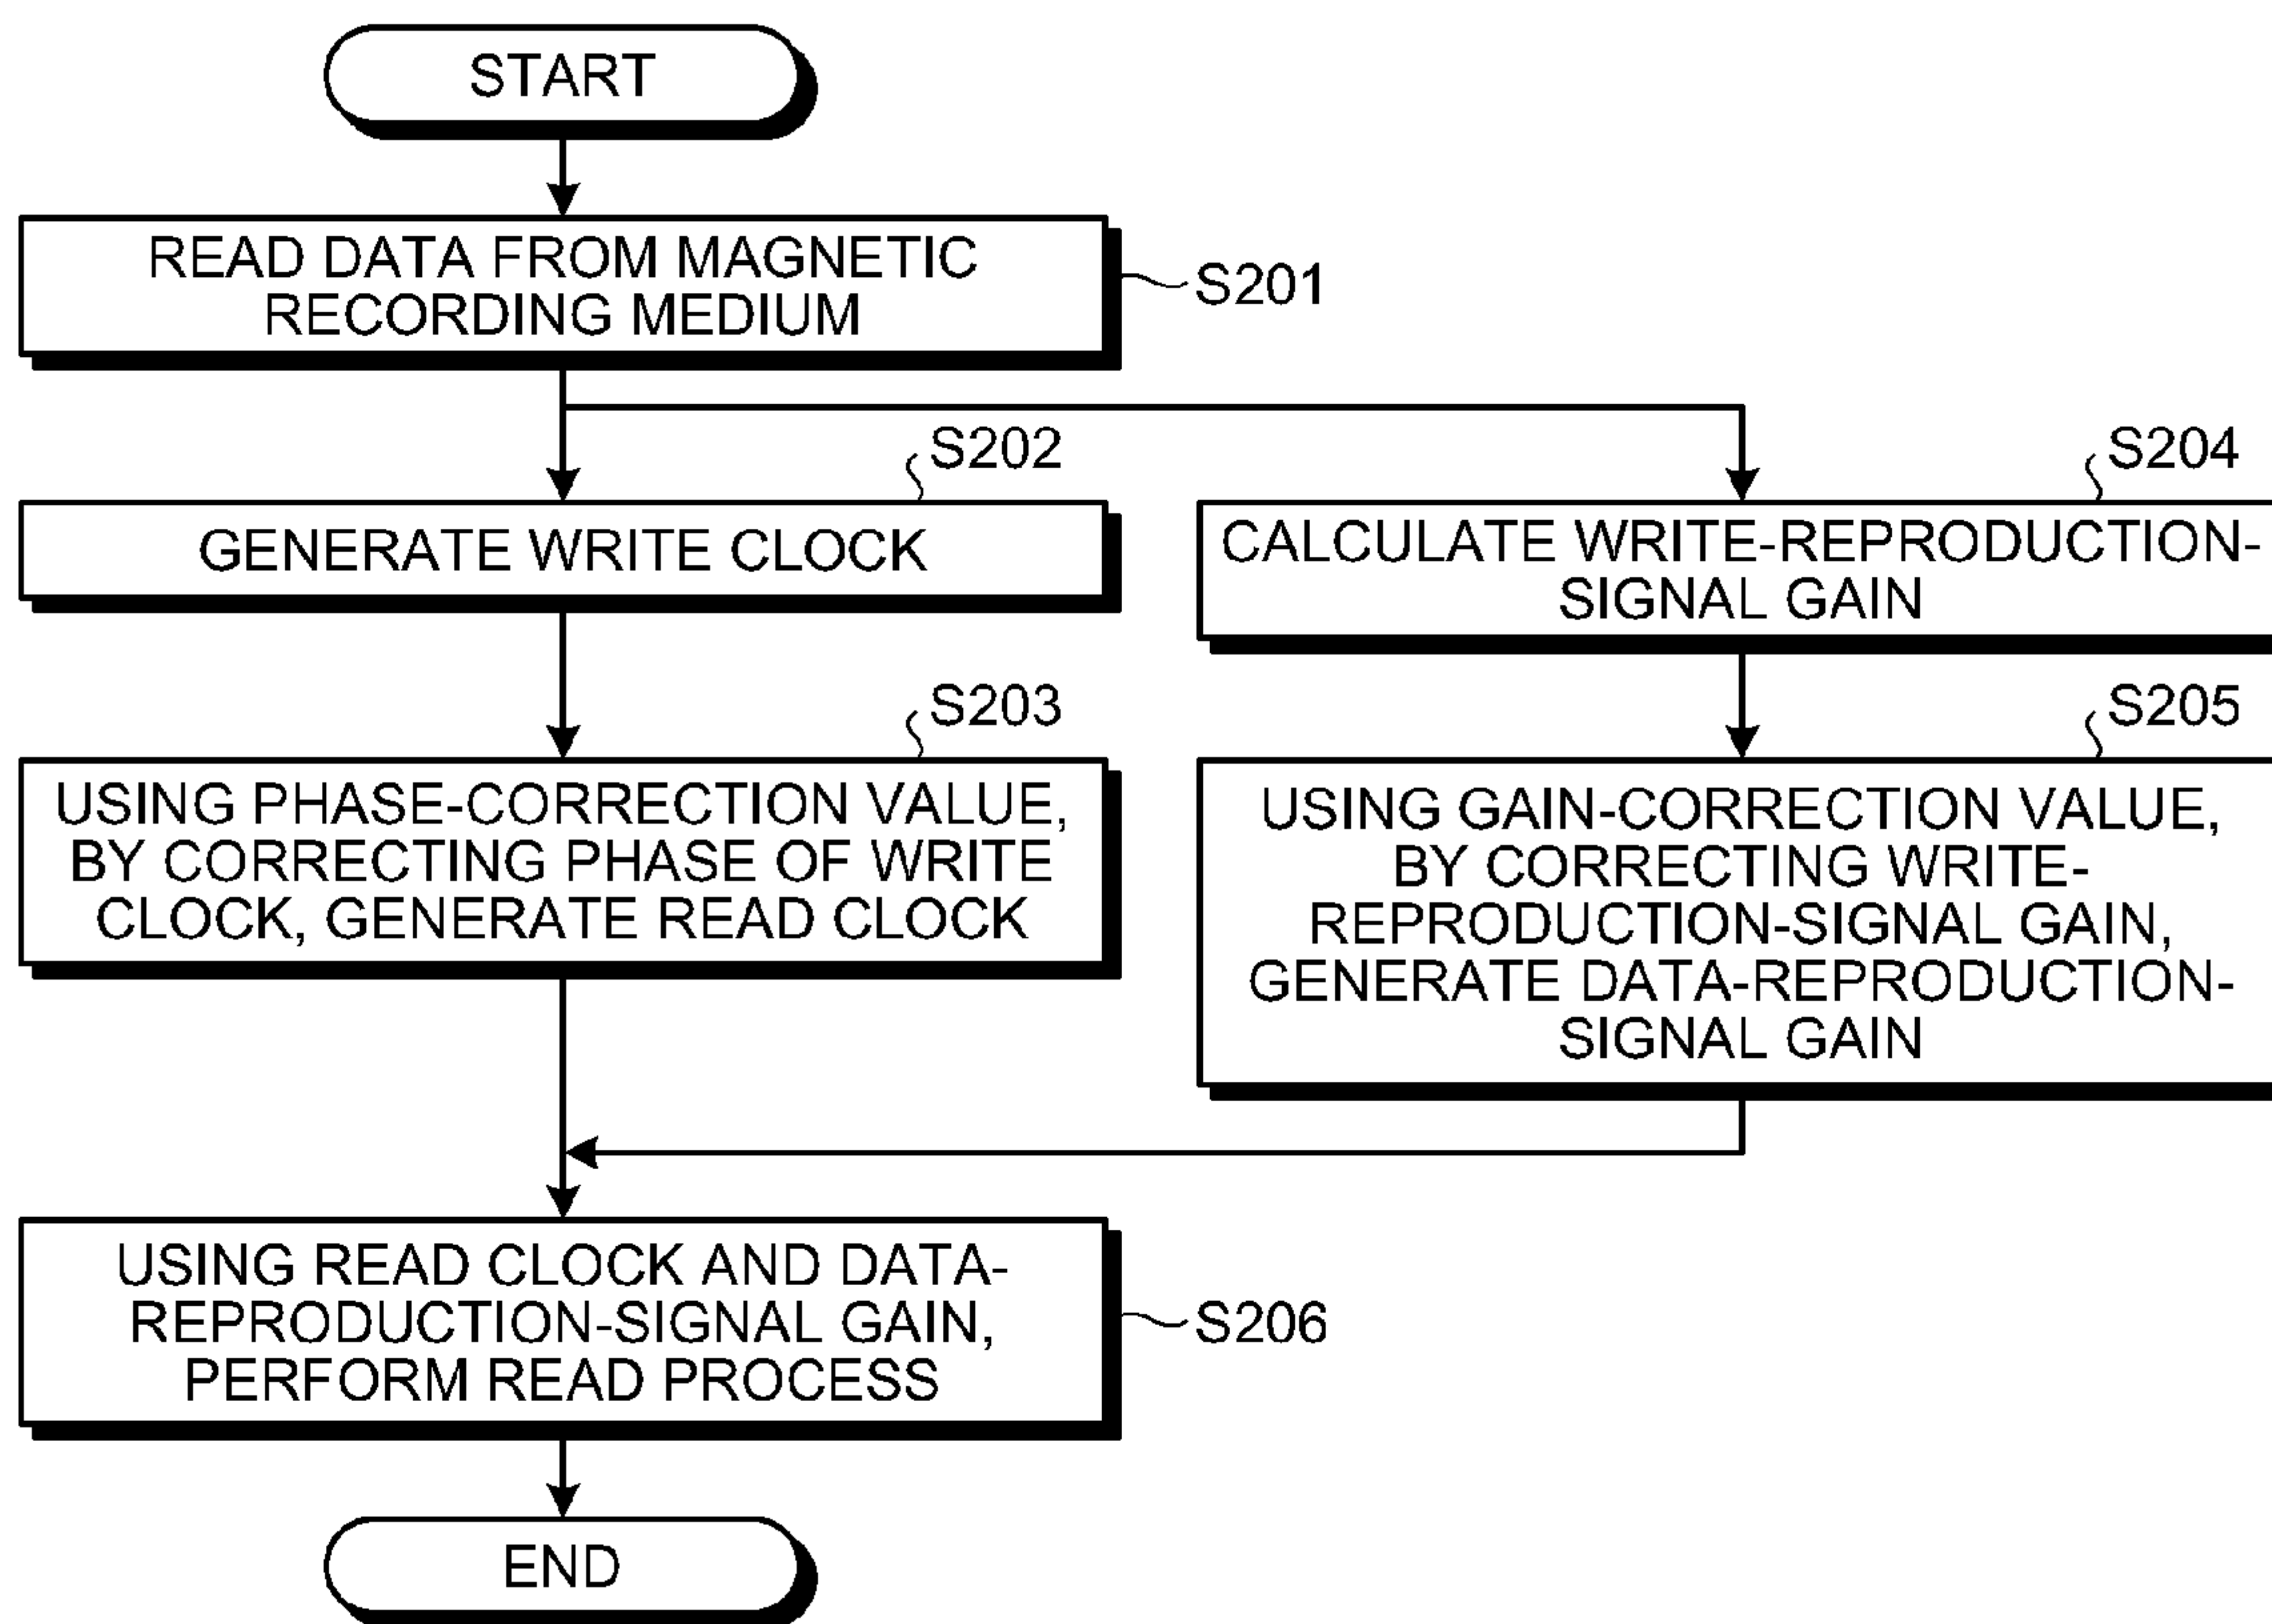 START
READ DATA FROM MAGNETIC
RECORDING MEDIUM
S201
S202
GENERATE WRITE CLOCK
S204
CALCULATE WRITE-REPRODUCTION-
SIGNAL GAIN
S203
USING PHASE-CORRECTION VALUE,
BY CORRECTING PHASE OF WRITE
CLOCK, GENERATE READ CLOCK
S205
USING GAIN-CORRECTION VALUE,
BY CORRECTING WRITE-
REPRODUCTION-SIGNAL GAIN,
GENERATE DATA-REPRODUCTION-
SIGNAL GAIN
USING READ CLOCK AND DATA-
REPRODUCTION-SIGNAL GAIN,
PERFORM READ PROCESS
S206
END